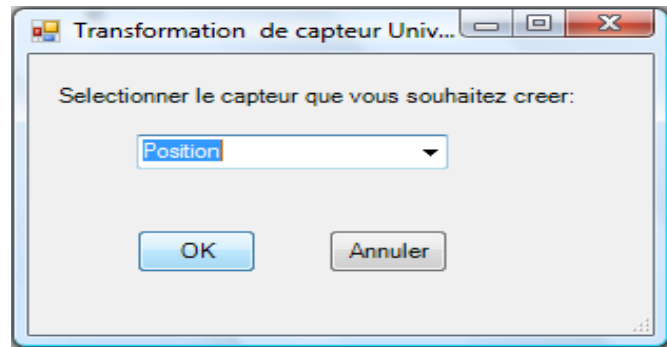 Transformation de capteur Univ...
Selectionner le capteur que vous souhaitez creer:
Position
OK
Annuler